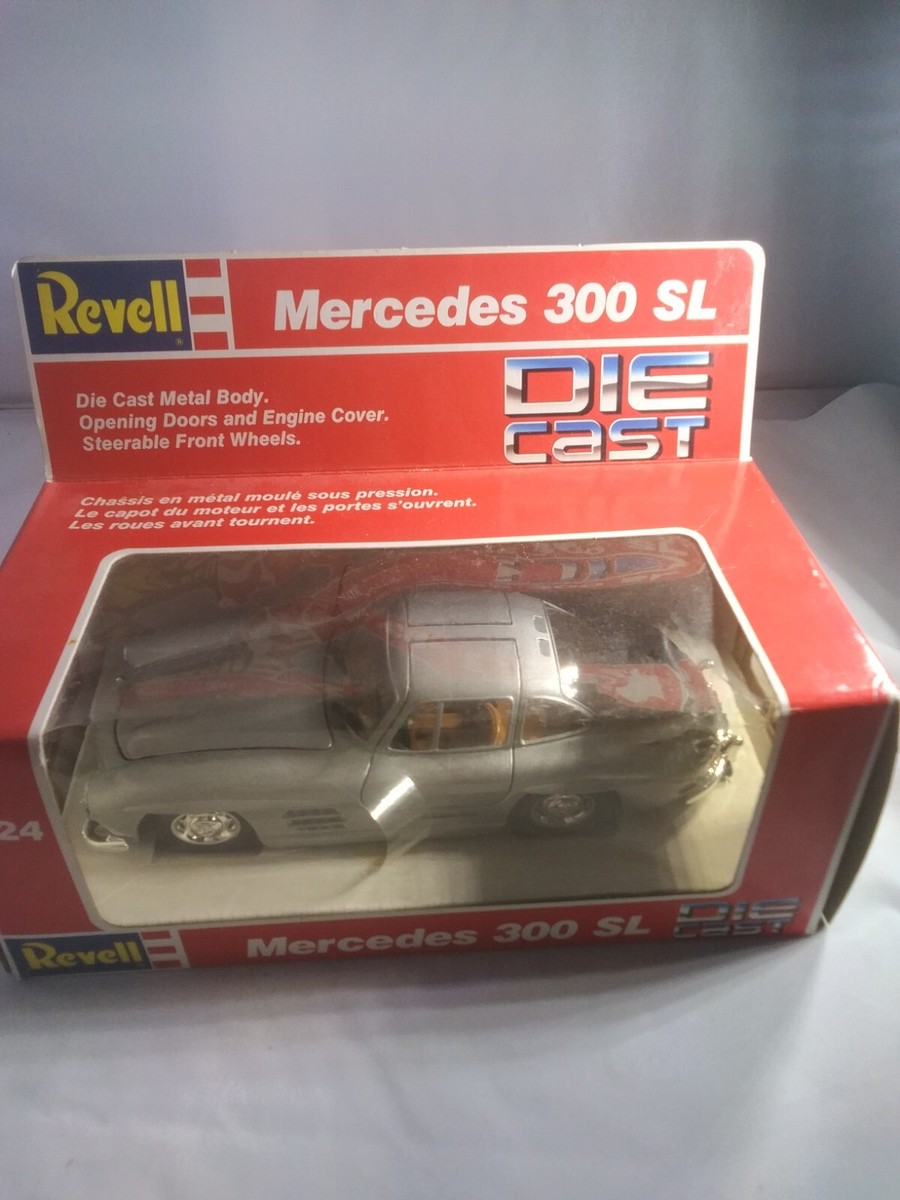 Revell
Mercedes 300 SL
Die Cast Metal Body.
Opening Doors and Engine Cover.
Steerable Front Wheels.
DIE
CAST
Chassis en métal moulé sous pression.
Le capot du moteur et les portes s'ouvrent.
Les roues avant tournent.
24
Revell
Mercedes 300 SL
DIE
CAST